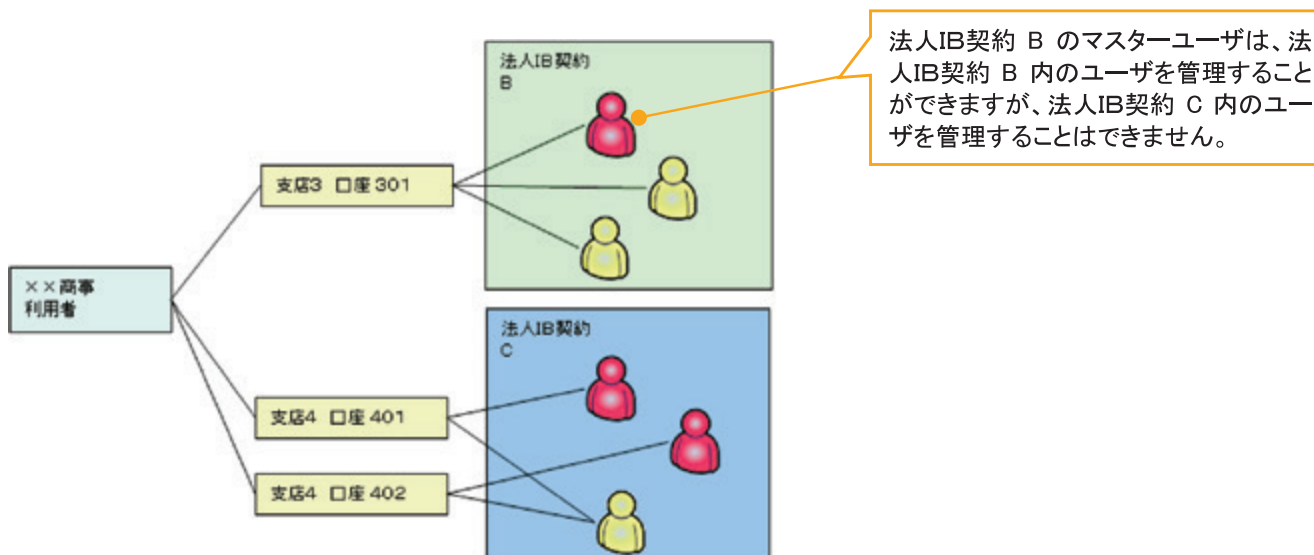 法人IB契約
B
法人IB契約 B のマスターユーザは、法
人IB契約 B 内のユーザを管理すること
ができますが、法人IB契約 C 内のユー
ザを管理することはできません。
支店3 口座 301
××商事
利用者
法人IB契約
C
支店4 口座 401
支店4 口座 402